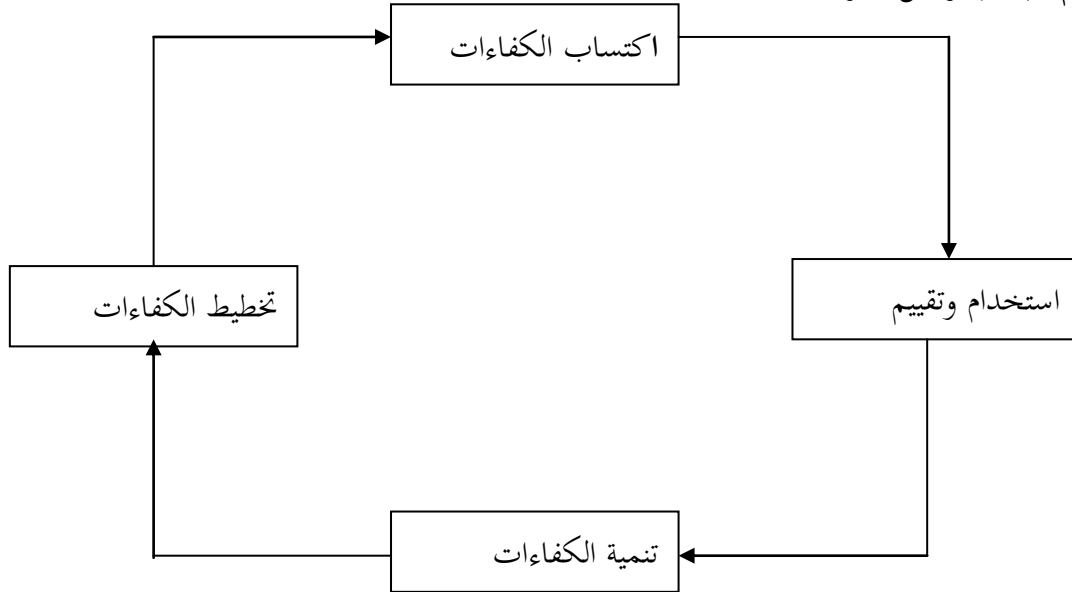 اكتساب الكفاءات
استخدام وتقييم
تخطيط الكفاءات
تنمية الكفاءات